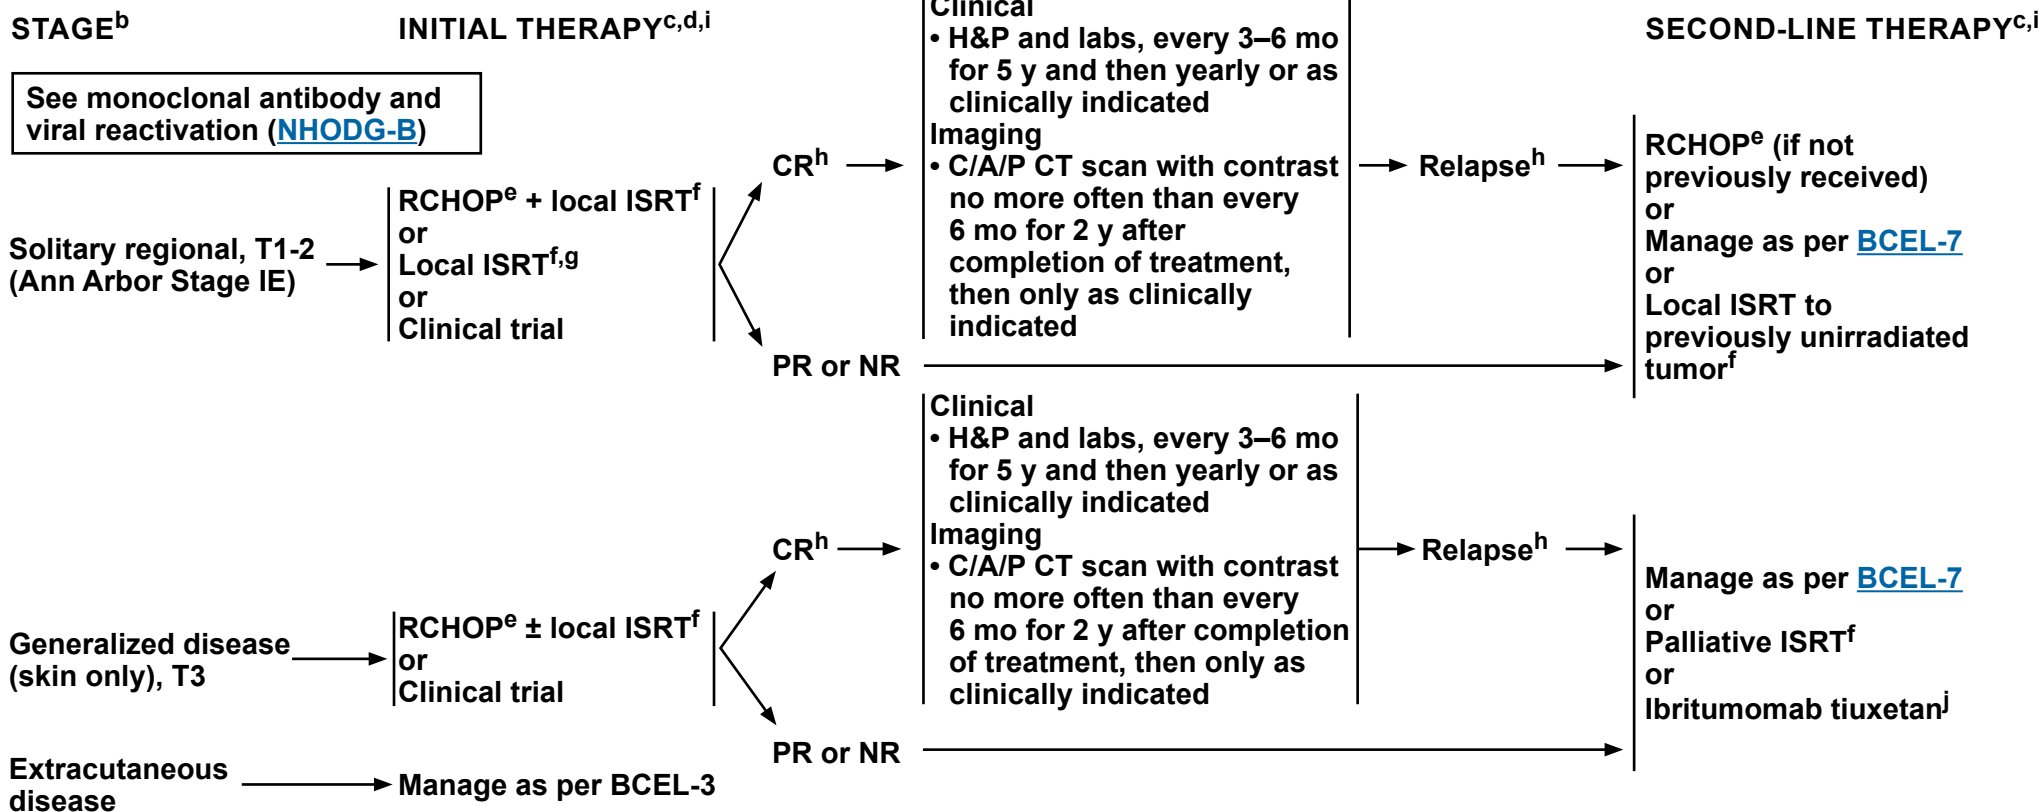 STAGEᵇ
INITIAL THERAPYᶜ,ᵈ,ⁱ
SECOND-LINE THERAPYᶜ,ⁱ
See monoclonal antibody and
viral reactivation (NHODG-B)
Solitary regional, T1-2
(Ann Arbor Stage IE)
RCHOPᵉ + local ISRTᶠ
or
Local ISRTᶠ,ᵍ
or
Clinical trial
CRʰ
PR or NR
Clinical
• H&P and labs, every 3–6 mo
for 5 y and then yearly or as
clinically indicated
Imaging
• C/A/P CT scan with contrast
no more often than every
6 mo for 2 y after
completion of treatment,
then only as clinically
indicated
Relapseʰ
RCHOPᵉ (if not
previously received)
or
Manage as per BCEL-7
or
Local ISRT to
previously unirradiated
tumorᶠ
Generalized disease
(skin only), T3
RCHOPᵉ ± local ISRTᶠ
or
Clinical trial
CRʰ
PR or NR
Clinical
• H&P and labs, every 3–6 mo
for 5 y and then yearly or as
clinically indicated
Imaging
• C/A/P CT scan with contrast
no more often than every
6 mo for 2 y after completion
of treatment, then only as
clinically indicated
Relapseʰ
Manage as per BCEL-7
or
Palliative ISRTᶠ
or
Ibritumomab tiuxetanʲ
Extracutaneous
disease
Manage as per BCEL-3